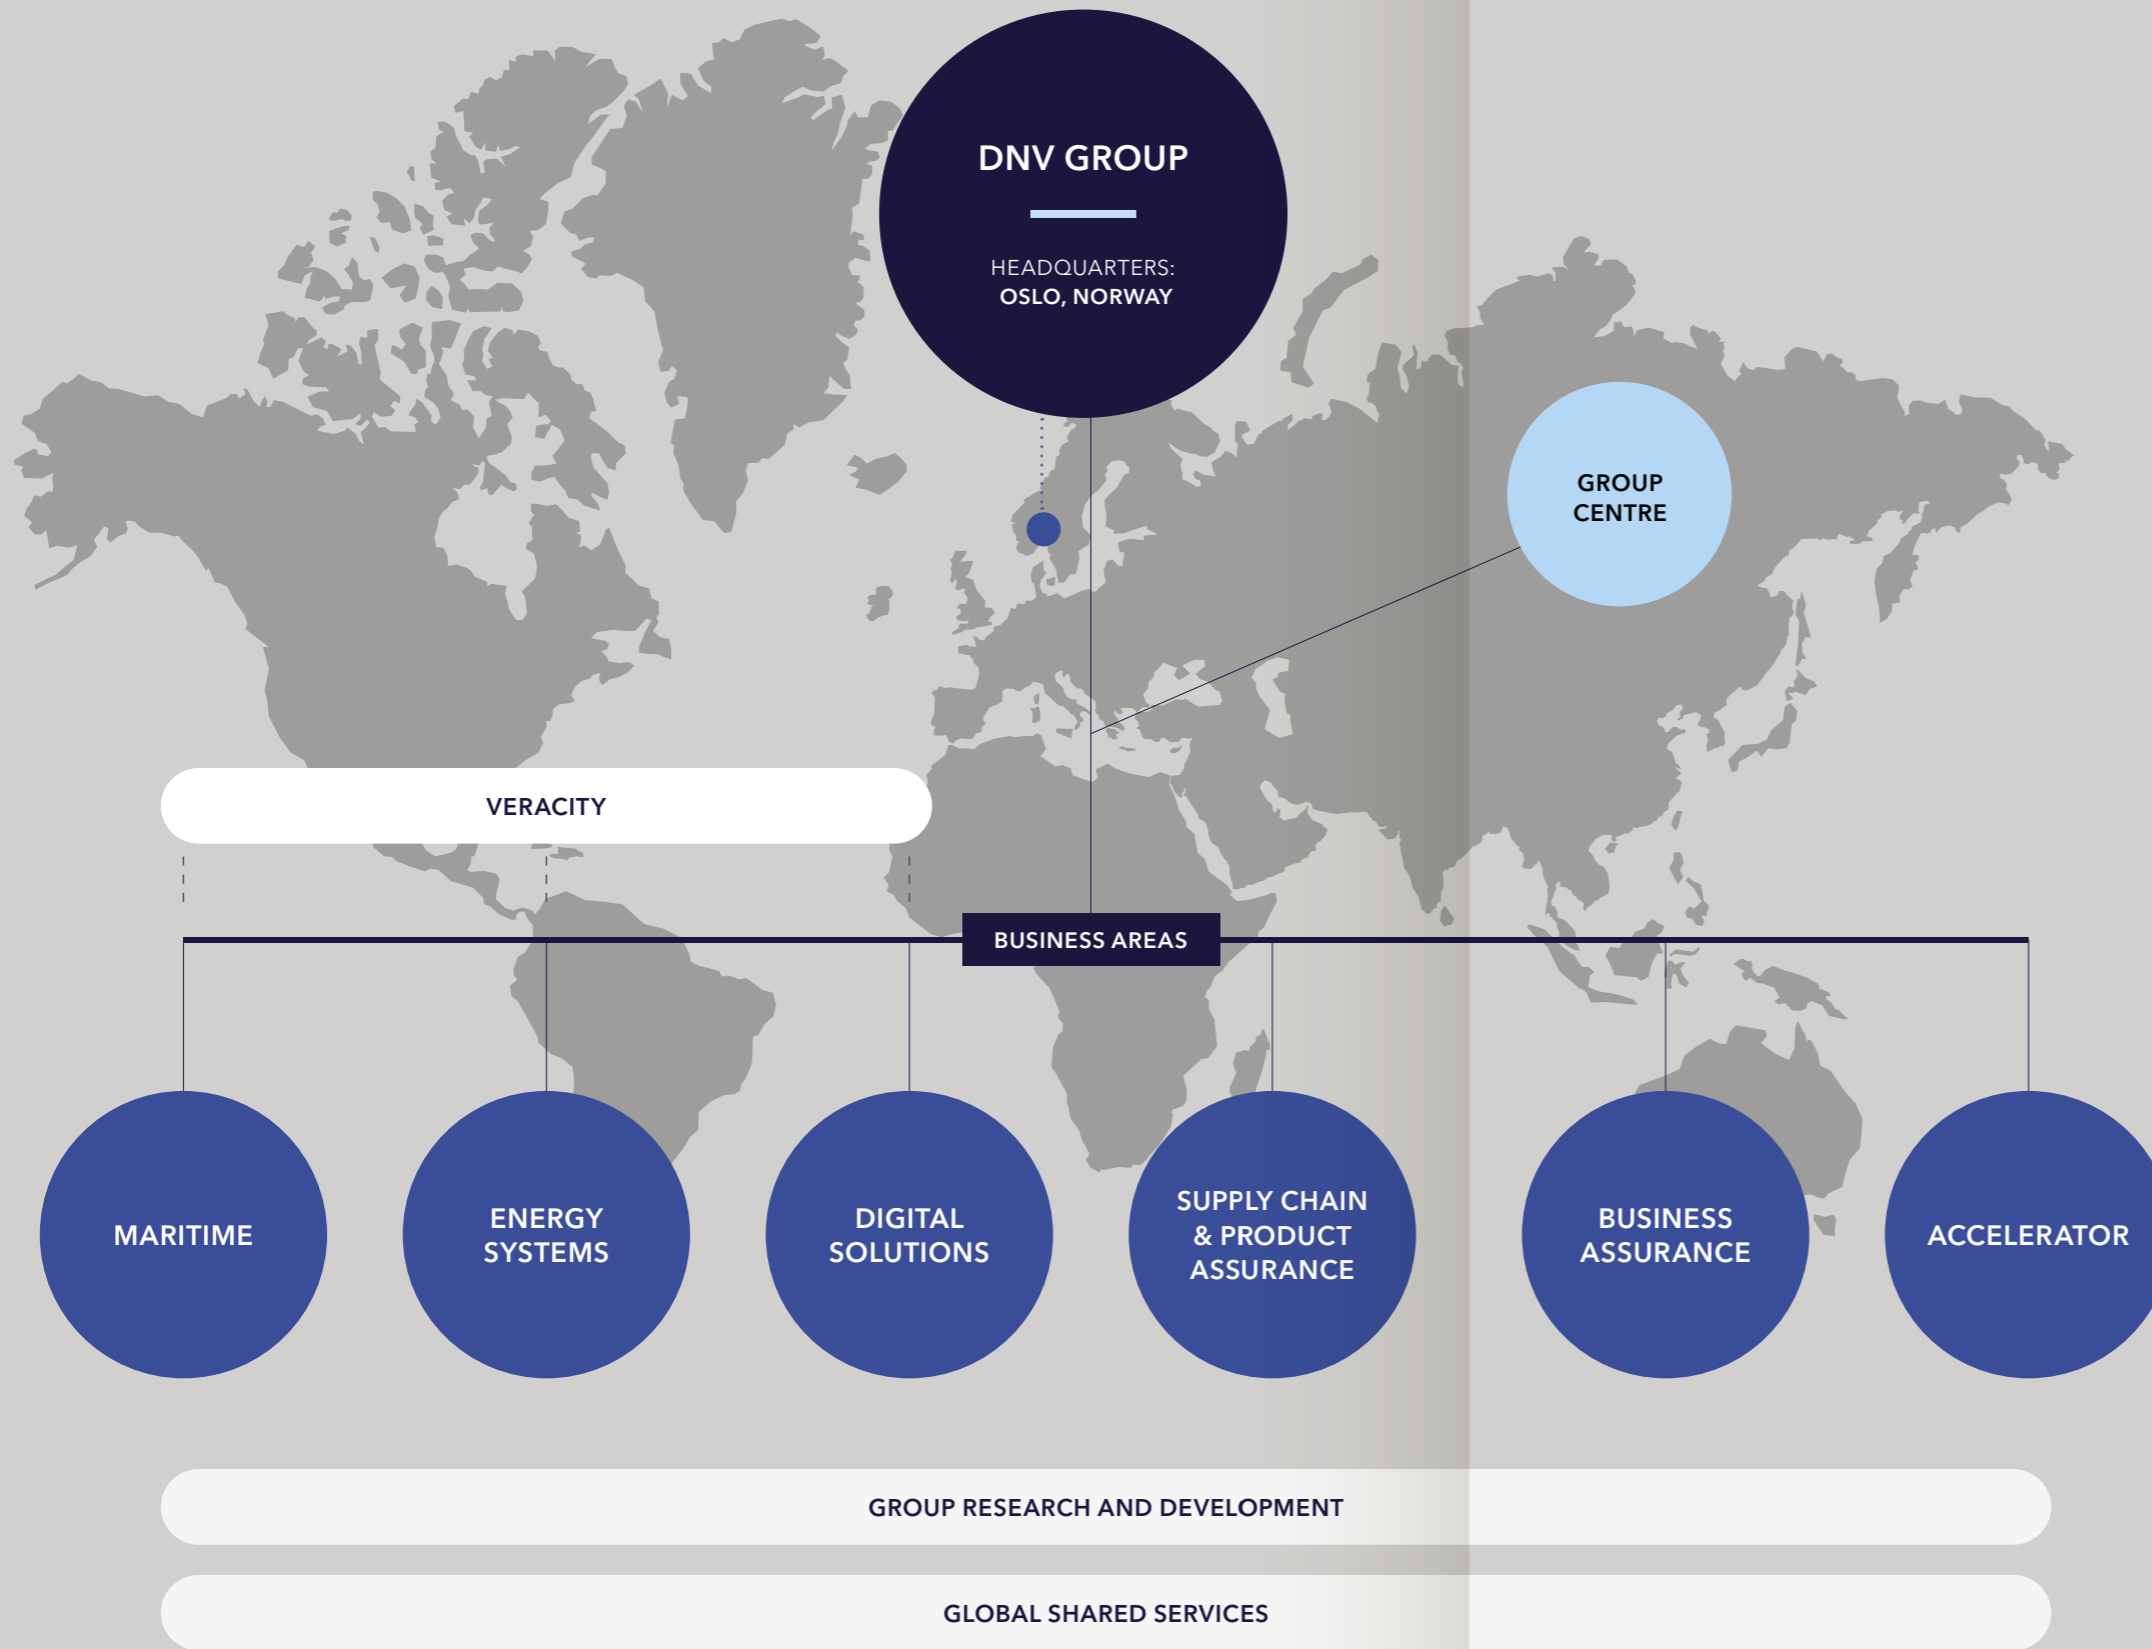 DNV GROUP
HEADQUARTERS:
OSLO, NORWAY
GROUP
CENTRE
VERACITY
BUSINESS AREAS
MARITIME
ENERGY
SYSTEMS
DIGITAL
SOLUTIONS
SUPPLY CHAIN
& PRODUCT
ASSURANCE
BUSINESS
ASSURANCE
ACCELERATOR
GROUP RESEARCH AND DEVELOPMENT
GLOBAL SHARED SERVICES